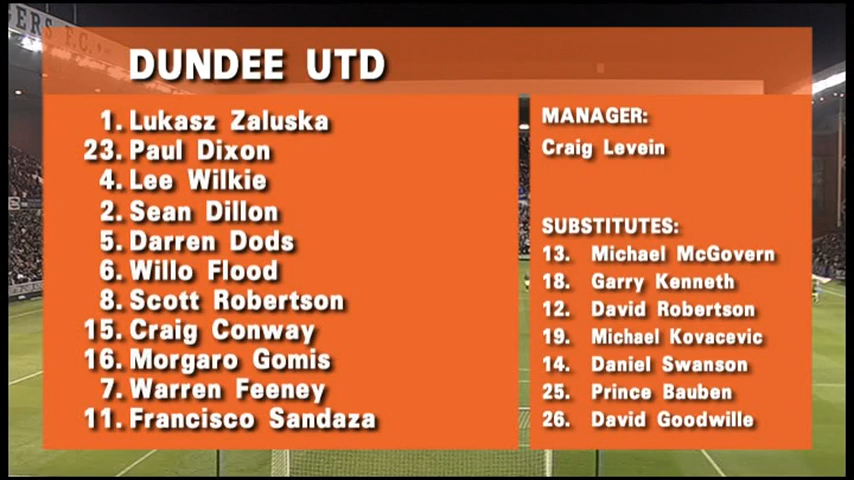 ERS F.C.
DUNDEE UTD
1. Lukasz Zaluska
23. Paul Dixon
4. Lee Wilkie
2. Sean Dillon
5. Darren Dods
6. Willo Flood
8. Scott Robertson
15. Craig Conway
16. Morgaro Gomis
7. Warren Feeney
11. Francisco Sandaza
MANAGER:
Craig Levein
SUBSTITUTES:
13. Michael McGovern
18. Garry Kenneth
12. David Robertson
19. Michael Kovacevic
14. Daniel Swanson
25. Prince Bauben
26. David Goodwille